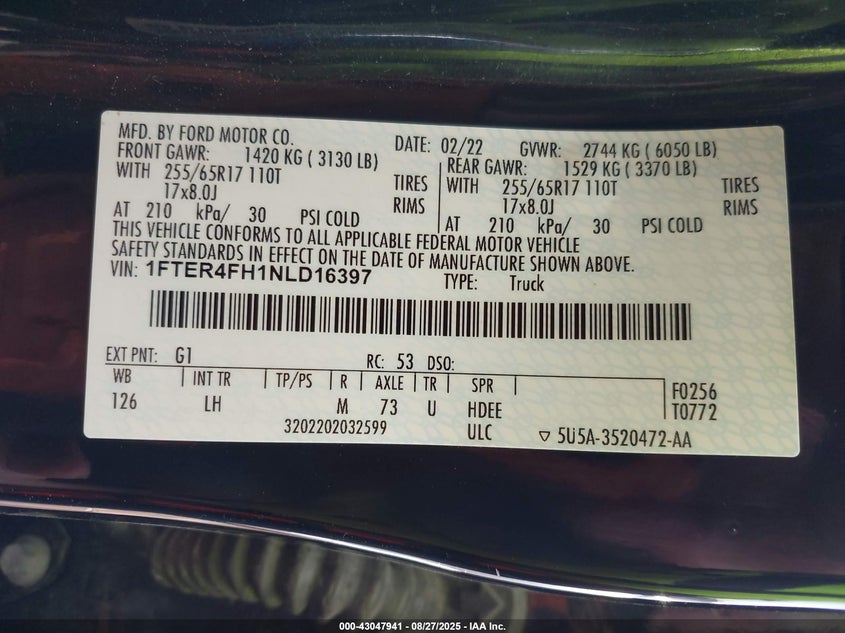 MFD. BY FORD MOTOR CO. DATE: 02/22 GVWR: 2744 KG ( 6050 LB)
FRONT GAWR: 1420 KG ( 3130 LB) REAR GAWR: 1529 KG ( 3370 LB)
WITH 255/65R17 110T TIRES WITH 255/65R17 110T TIRES
17x8.0J RIMS 17x8.0J RIMS
AT 210 kPa/ 30 PSI COLD AT 210 kPa/ 30 PSI COLD
THIS VEHICLE CONFORMS TO ALL APPLICABLE FEDERAL MOTOR VEHICLE
SAFETY STANDARDS IN EFFECT ON THE DATE OF MANUFACTURE SHOWN ABOVE.
VIN: 1FTER4FH1NLD16397 TYPE: Truck
EXT PNT: G1 RC: 53 DSO:
WB INT TR TP/PS R AXLE TR SPR F0256
126 LH M 73 U HDEE T0772
3202202032599 ULC ▽ 5U5A-3520472-AA
000-43047941 - 08/27/2025 - IAA Inc.